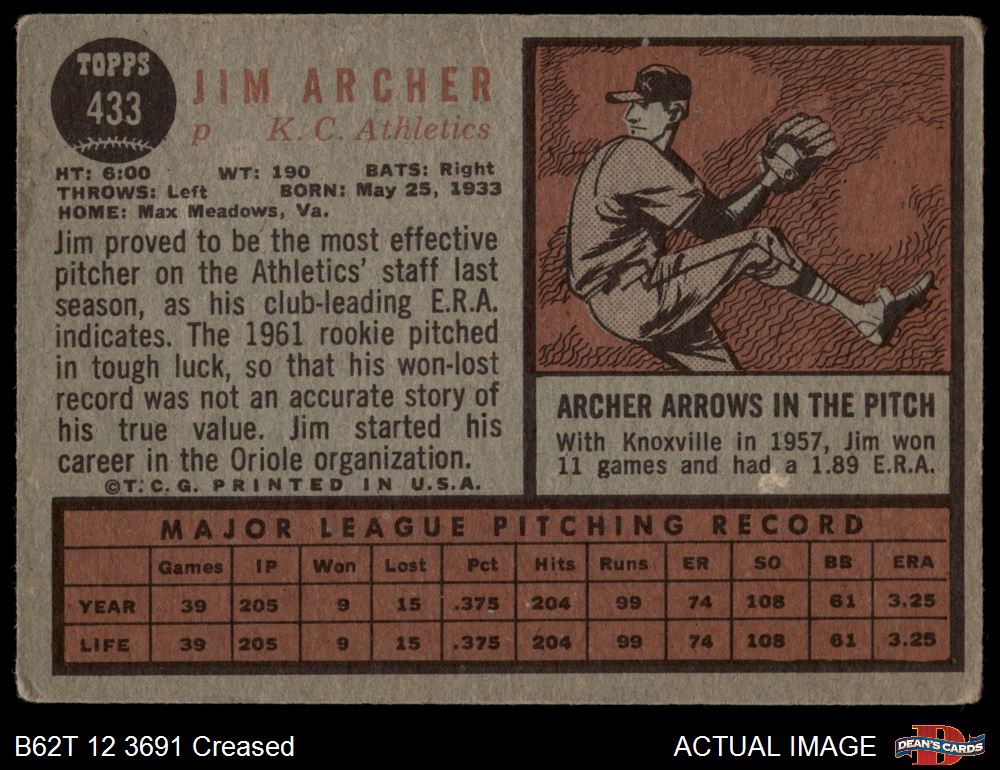 TOPPS
433
JIM ARCHER
p K. C. Athletics
HT: 6:00 WT: 190 BATS: Right
THROWS: Left BORN: May 25, 1933
HOME: Max Meadows, Va.
Jim proved to be the most effective
pitcher on the Athletics' staff last
season, as his club-leading E.R.A.
indicates. The 1961 rookie pitched
in tough luck, so that his won-lost
record was not an accurate story of
his true value. Jim started his
career in the Oriole organization.
©T.C.G. PRINTED IN U.S.A.
K
ARCHER ARROWS IN THE PITCH
With Knoxville in 1957, Jim won
11 games and had a 1.89 E.R.A.
MAJOR LEAGUE PITCHING RECORD
Games IP Won Lost Pct Hits Runs ER SO BB ERA
YEAR 39 205 9 15 .375 204 99 74 108 61 3.25
LIFE 39 205 9 15 .375 204 99 74 108 61 3.25
B62T 12 3691 Creased
ACTUAL IMAGE
D
DEAN'S CARDS